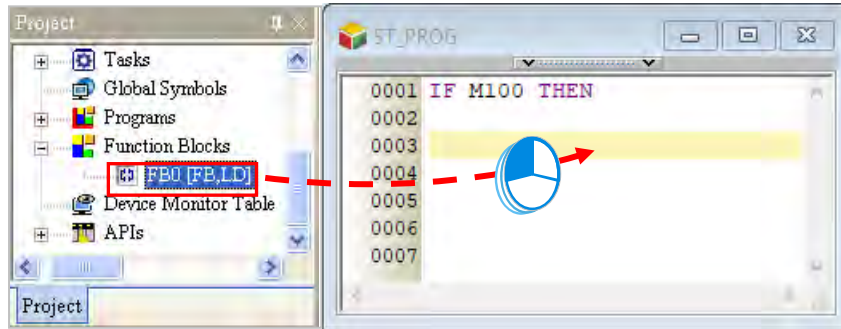 Project
Tasks
Global Symbols
Programs
Function Blocks
FB0 [FB,LD]
Device Monitor Table
APIs
Project
ST_PROG
0001 IF M100 THEN
0002
0003
0004
0005
0006
0007